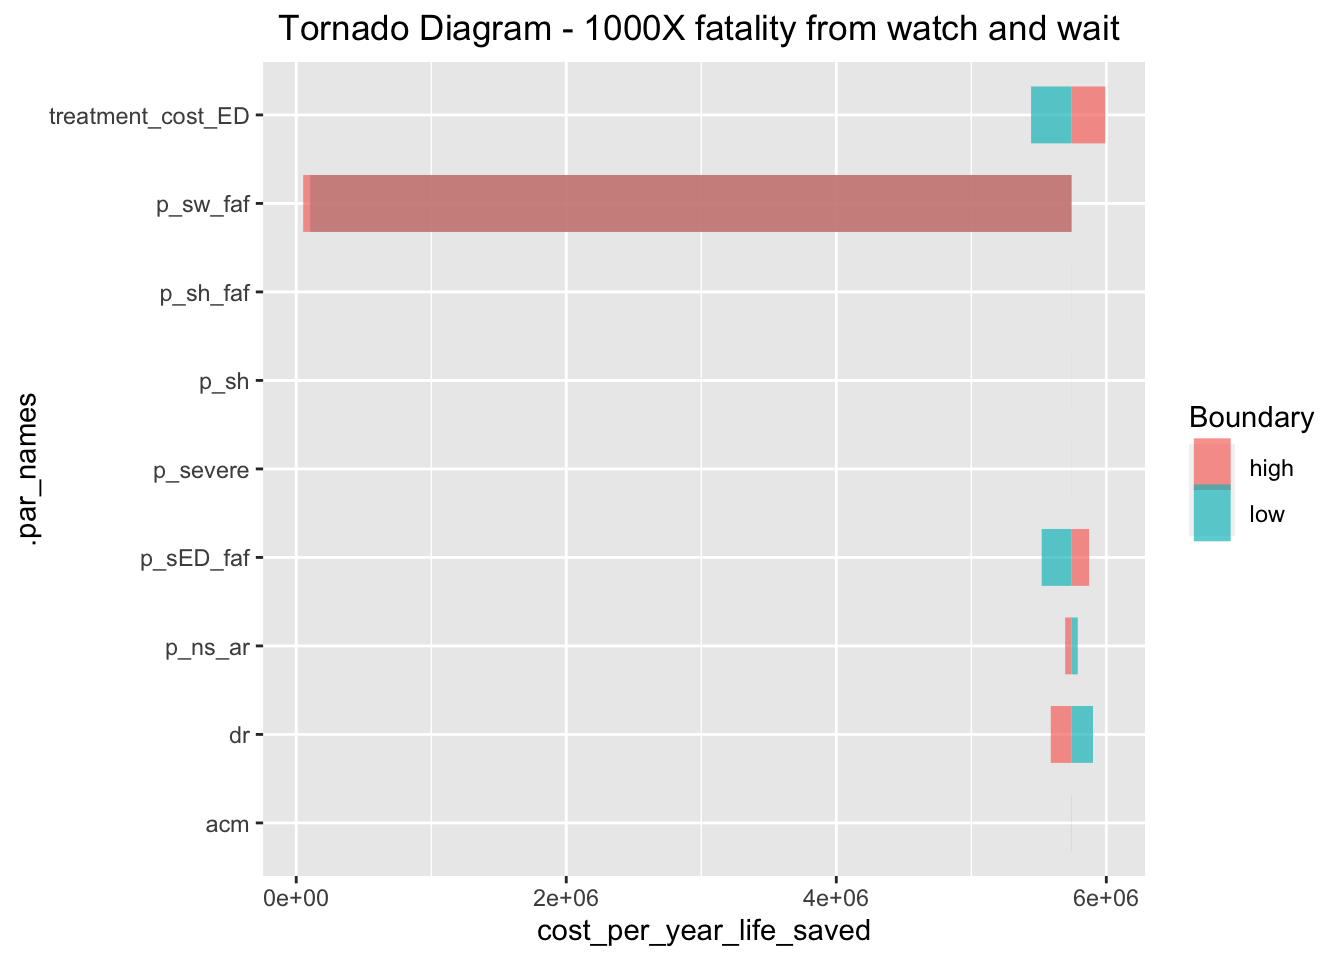 Tornado Diagram - 1000X fatality from watch and wait
treatment_cost_ED
p_sw_faf
p_sh_faf
p_sh
p_severe
p_sED_faf
p_ns_ar
dr
acm
.par_names
0e+00 2e+06 4e+06 6e+06
cost_per_year_life_saved
Boundary
high
low